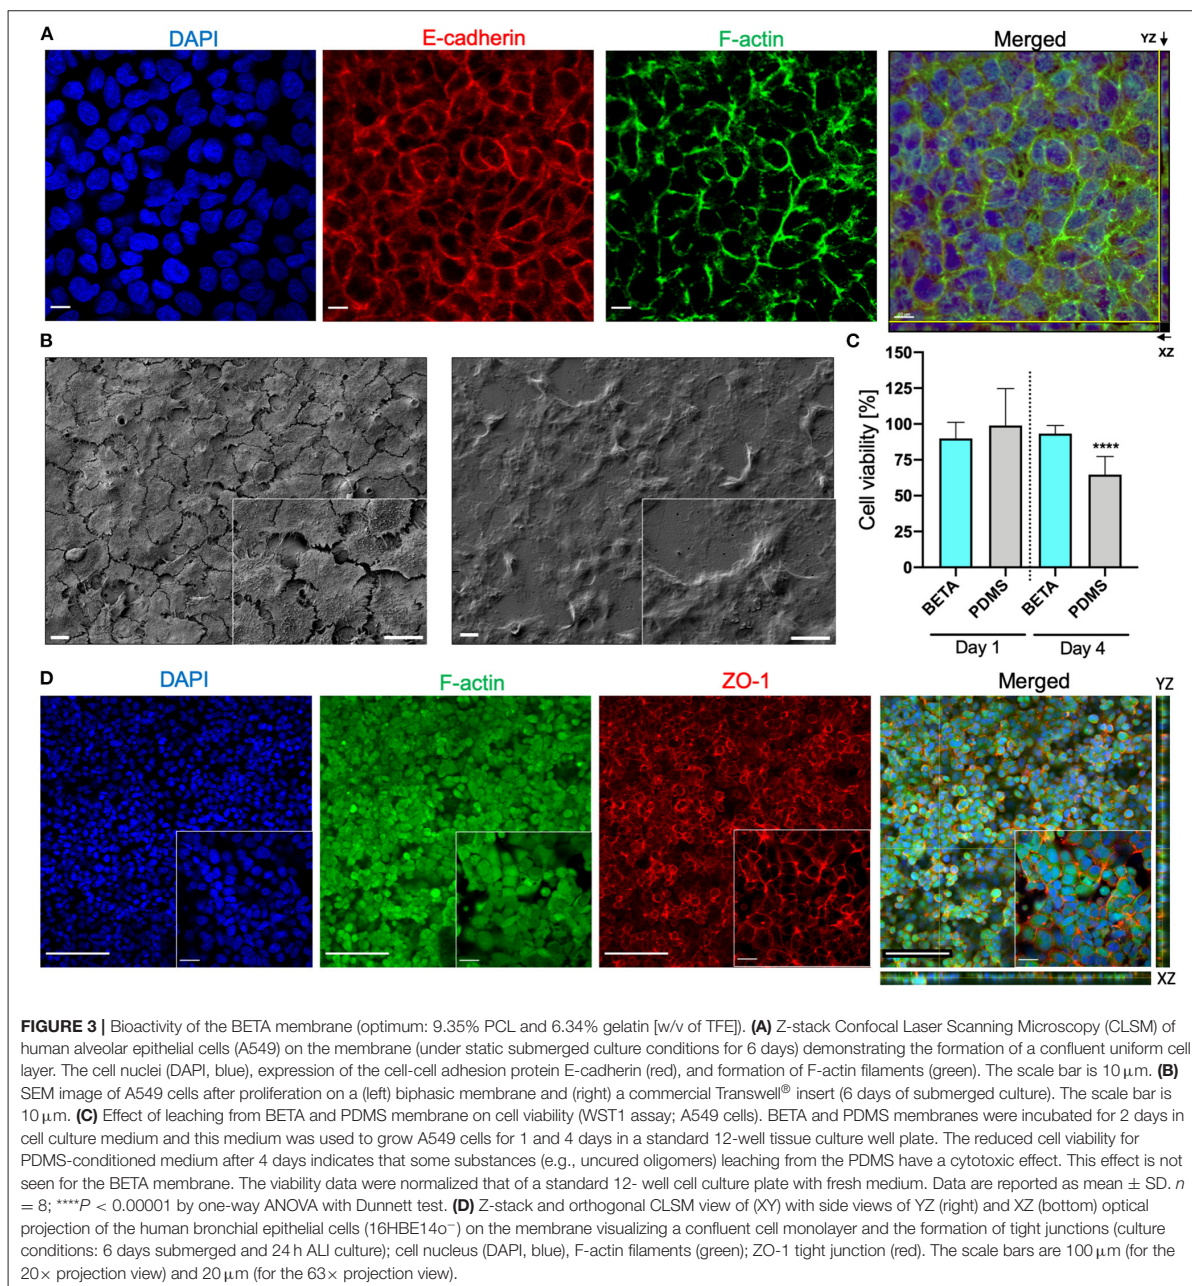 A
DAPI
E-cadherin
F-actin
Merged
YZ
XZ
B
C
Cell viability [%]
150
125
100
75
50
25
0
****
BETA
PDMS
BETA
PDMS
Day 1
Day 4
D
DAPI
F-actin
ZO-1
Merged
YZ
XZ
FIGURE 3 | Bioactivity of the BETA membrane (optimum: 9.35% PCL and 6.34% gelatin [w/v of TFE]). (A) Z-stack Confocal Laser Scanning Microscopy (CLSM) of
human alveolar epithelial cells (A549) on the membrane (under static submerged culture conditions for 6 days) demonstrating the formation of a confluent uniform cell
layer. The cell nuclei (DAPI, blue), expression of the cell-cell adhesion protein E-cadherin (red), and formation of F-actin filaments (green). The scale bar is 10 μm. (B)
SEM image of A549 cells after proliferation on a (left) biphasic membrane and (right) a commercial Transwell® insert (6 days of submerged culture). The scale bar is
10 μm. (C) Effect of leaching from BETA and PDMS membrane on cell viability (WST1 assay; A549 cells). BETA and PDMS membranes were incubated for 2 days in
cell culture medium and this medium was used to grow A549 cells for 1 and 4 days in a standard 12-well tissue culture well plate. The reduced cell viability for
PDMS-conditioned medium after 4 days indicates that some substances (e.g., uncured oligomers) leaching from the PDMS have a cytotoxic effect. This effect is not
seen for the BETA membrane. The viability data were normalized that of a standard 12- well cell culture plate with fresh medium. Data are reported as mean ± SD. n
= 8; ****P < 0.00001 by one-way ANOVA with Dunnett test. (D) Z-stack and orthogonal CLSM view of (XY) with side views of YZ (right) and XZ (bottom) optical
projection of the human bronchial epithelial cells (16HBE14o−) on the membrane visualizing a confluent cell monolayer and the formation of tight junctions (culture
conditions: 6 days submerged and 24 h ALI culture); cell nucleus (DAPI, blue), F-actin filaments (green); ZO-1 tight junction (red). The scale bars are 100 μm (for the
20× projection view) and 20 μm (for the 63× projection view).